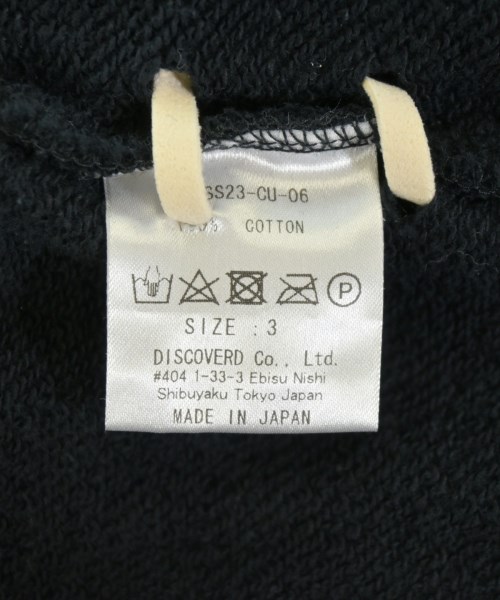 SS23-CU-06
COTTON
P
SIZE : 3
DISCOVERD Co., Ltd.
#404 1-33-3 Ebisu Nishi
Shibuyaku Tokyo Japan
MADE IN JAPAN